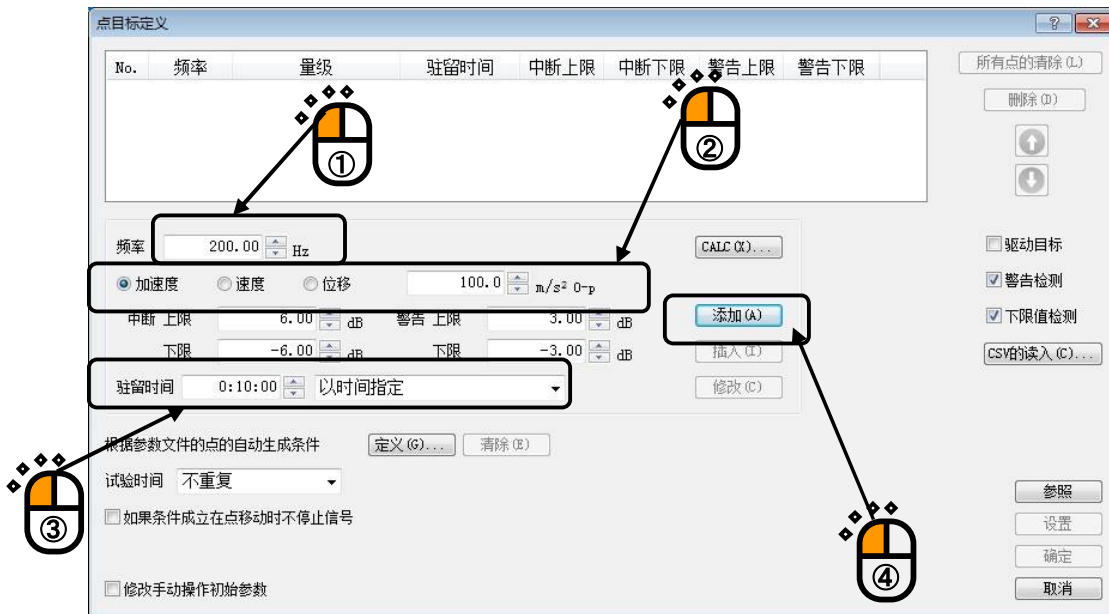 点目标定义
No. 频率 量级 驻留时间 中断上限 中断下限 警告上限 警告下限
所有点的清除(L)
删除(D)
①
②
频率 200.00 Hz CALC(X)...
驱动目标
加速度 速度 位移 100.0 m/s² 0-p
警告检测
中断 上限 6.00 dB 警告 上限 3.00 dB 添加(A)
下限值检测
下限 -6.00 dB 下限 -3.00 dB 插入(I)
CSV的读入(C)...
驻留时间 0:10:00 以时间指定 修改(C)
根据参数文件的点的自动生成条件 定义(G)... 清除(E)
试验时间 不重复
参照
③
如果条件成立在点移动时不停止信号
设置
④
确定
修改手动操作初始参数
取消